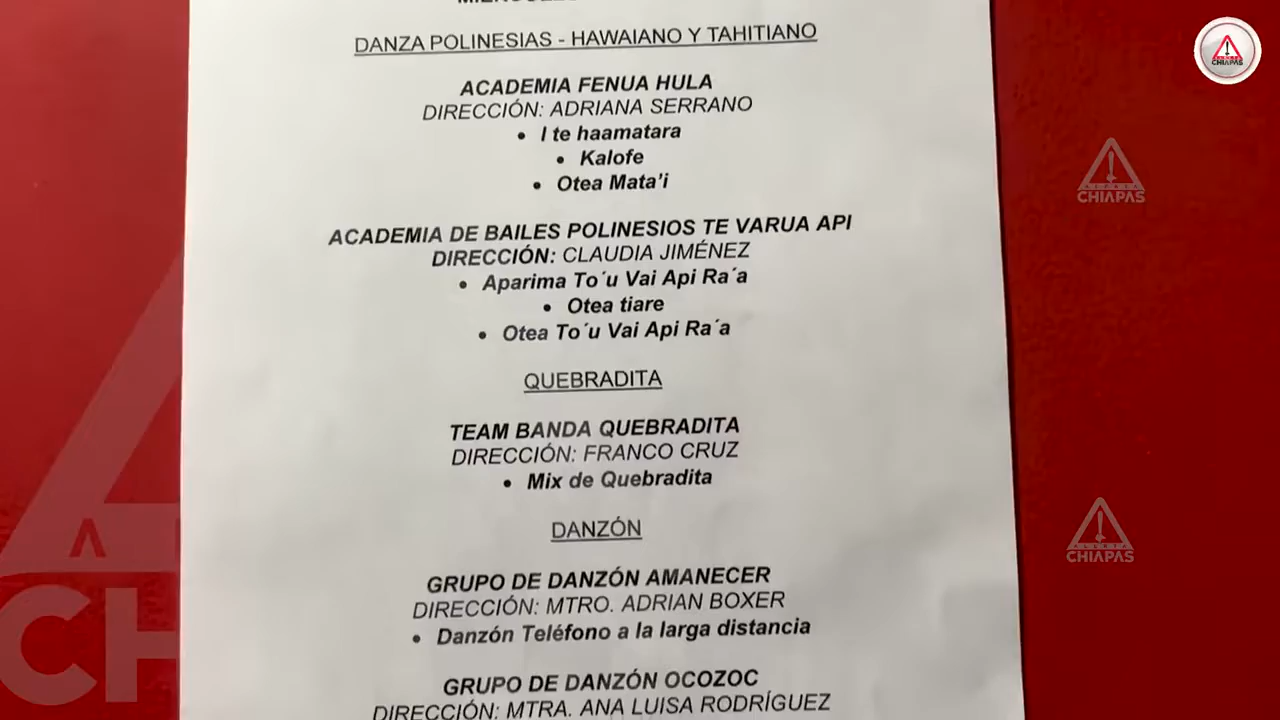 DANZA POLINESIAS - HAWAIANO Y TAHITIANO
ACADEMIA FENUA HULA
DIRECCIÓN: ADRIANA SERRANO
• I te haamatara
• Kalofe
• Otea Mata'i
ACADEMIA DE BAILES POLINESIOS TE VARUA API
DIRECCIÓN: CLAUDIA JIMÉNEZ
• Aparima To´u Vai Api Ra´a
• Otea tiare
• Otea To´u Vai Api Ra´a
QUEBRADITA
TEAM BANDA QUEBRADITA
DIRECCIÓN: FRANCO CRUZ
• Mix de Quebradita
DANZÓN
GRUPO DE DANZÓN AMANECER
DIRECCIÓN: MTRO. ADRIAN BOXER
• Danzón Teléfono a la larga distancia
GRUPO DE DANZÓN OCOZOC
DIRECCIÓN: MTRA. ANA LUISA RODRÍGUEZ
CHIAPAS
CHIAPAS
ALERTA
CHIAPAS
CH